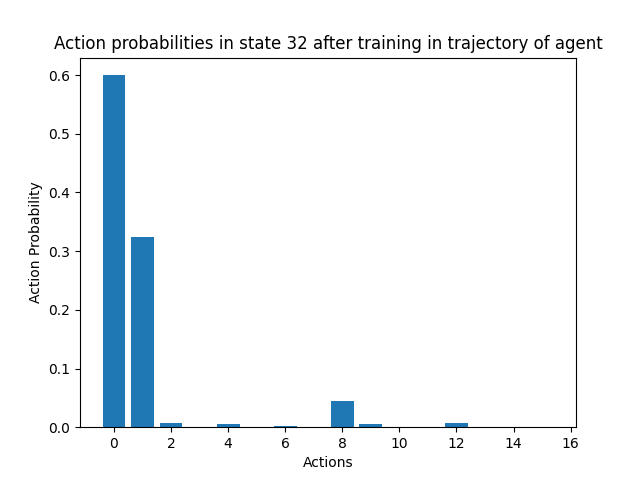 Action probabilities in state 32 after training in trajectory of agent
0.6
0.5
0.4
0.3
0.2
0.1
0.0
Action Probability
0 2 4 6 8 10 12 14 16
Actions